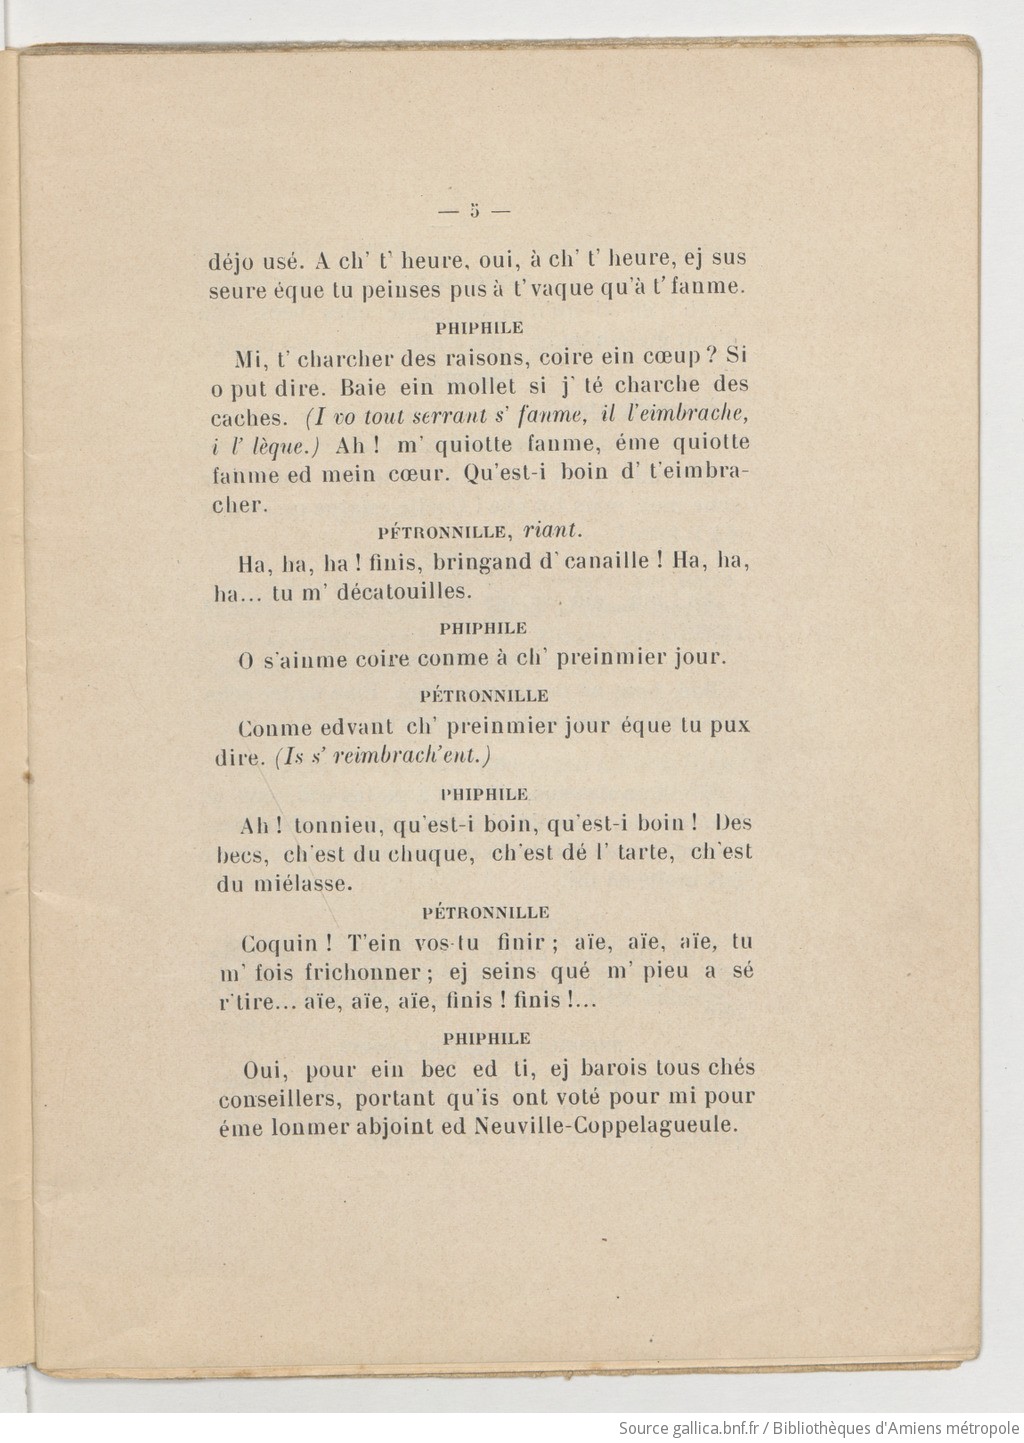 — 5 —
déjo usé. A ch' t' heure, oui, à ch' t' heure, ej sus
seure éque tu peinses pus à t' vaque qu'à t' fanme.
PHIPHILE
Mi, t' charcher des raisons, coire ein cœup ? Si
o put dire. Baie ein mollet si j' té charche des
caches. (I vo tout serrant s' fanme, il l'eimbrache,
i l' lèque.) Ah ! m' quiotte fanme, éme quiotte
fanme ed mein cœur. Qu'est-i boin d' t'eimbra-
cher.
PÉTRONNILLE, riant.
Ha, ha, ha ! finis, bringand d' canaille ! Ha, ha,
ha... tu m' décatouilles.
PHIPHILE
O s'ainme coire conme à ch' preinmier jour.
PÉTRONNILLE
Conme edvant ch' preinmier jour éque tu pux
dire. (Is s' reimbrach'ent.)
PHIPHILE
Ah ! tonnieu, qu'est-i boin, qu'est-i boin ! Des
becs, ch'est du chuque, ch'est dé l' tarte, ch'est
du miélasse.
PÉTRONNILLE
Coquin ! T'ein vos-tu finir ; aïe, aïe, aïe, tu
m' fois frichonner ; ej seins qué m' pieu a sé
r'tire... aïe, aïe, aïe, finis ! finis !...
PHIPHILE
Oui, pour ein bec ed ti, ej barois tous chés
conseillers, portant qu'is ont voté pour mi pour
éme lonmer abjoint ed Neuville-Coppelagueule.
Source gallica.bnf.fr / Bibliothèques d'Amiens métropole